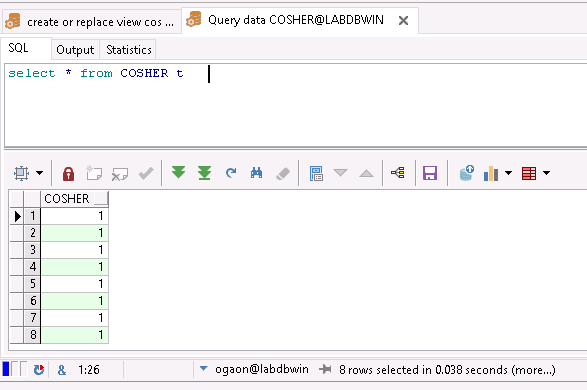 create or replace view cos ...
Query data COSHER@LABDBWIN
SQL
Output
Statistics
select * from COSHER t
COSHER
1 1
2 1
3 1
4 1
5 1
6 1
7 1
8 1
& 1:26 ogaon@labdbwin 8 rows selected in 0.038 seconds (more...)